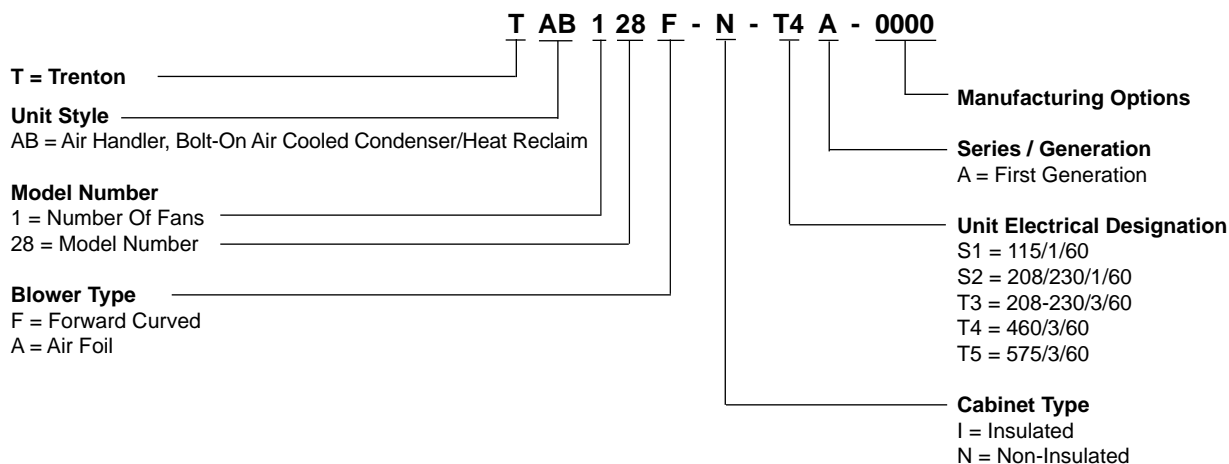 T AB 1 28 F - N - T4 A - 0000
T = Trenton
Unit Style
AB = Air Handler, Bolt-On Air Cooled Condenser/Heat Reclaim
Model Number
1 = Number Of Fans
28 = Model Number
Blower Type
F = Forward Curved
A = Air Foil
Manufacturing Options
Series / Generation
A = First Generation
Unit Electrical Designation
S1 = 115/1/60
S2 = 208/230/1/60
T3 = 208-230/3/60
T4 = 460/3/60
T5 = 575/3/60
Cabinet Type
I = Insulated
N = Non-Insulated